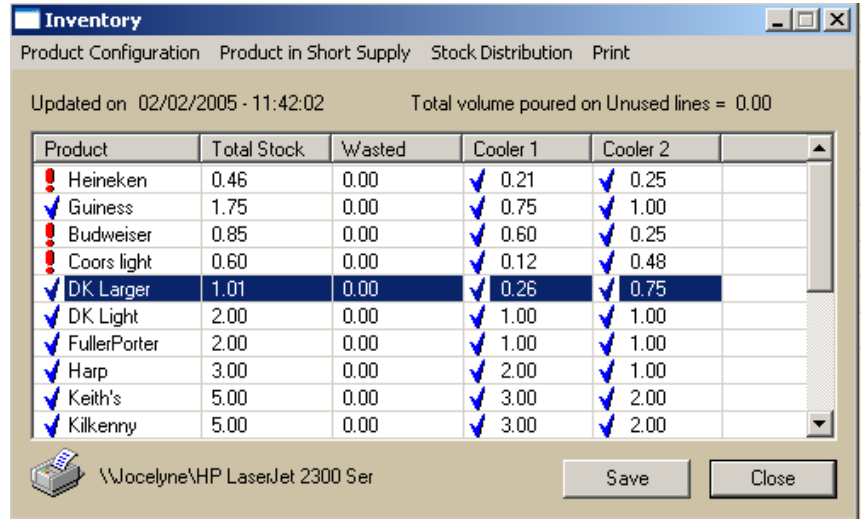 Inventory
Product Configuration Product in Short Supply Stock Distribution Print
Updated on 02/02/2005 - 11:42:02 Total volume poured on Unused lines = 0.00
Product Total Stock Wasted Cooler 1 Cooler 2
Heineken 0.46 0.00 0.21 0.25
Guiness 1.75 0.00 0.75 1.00
Budweiser 0.85 0.00 0.60 0.25
Coors light 0.60 0.00 0.12 0.48
DK Larger 1.01 0.00 0.26 0.75
DK Light 2.00 0.00 1.00 1.00
FullerPorter 2.00 0.00 1.00 1.00
Harp 3.00 0.00 2.00 1.00
Keith's 5.00 0.00 3.00 2.00
Kilkenny 5.00 0.00 3.00 2.00
\\Jocelyne\HP LaserJet 2300 Ser Save Close